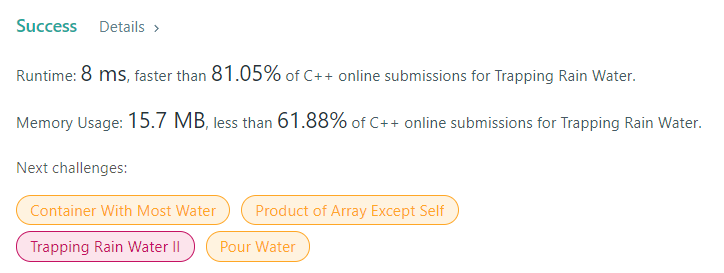 Success Details >
Runtime: 8 ms, faster than 81.05% of C++ online submissions for Trapping Rain Water.
Memory Usage: 15.7 MB, less than 61.88% of C++ online submissions for Trapping Rain Water.
Next challenges:
Container With Most Water Product of Array Except Self
Trapping Rain Water II Pour Water